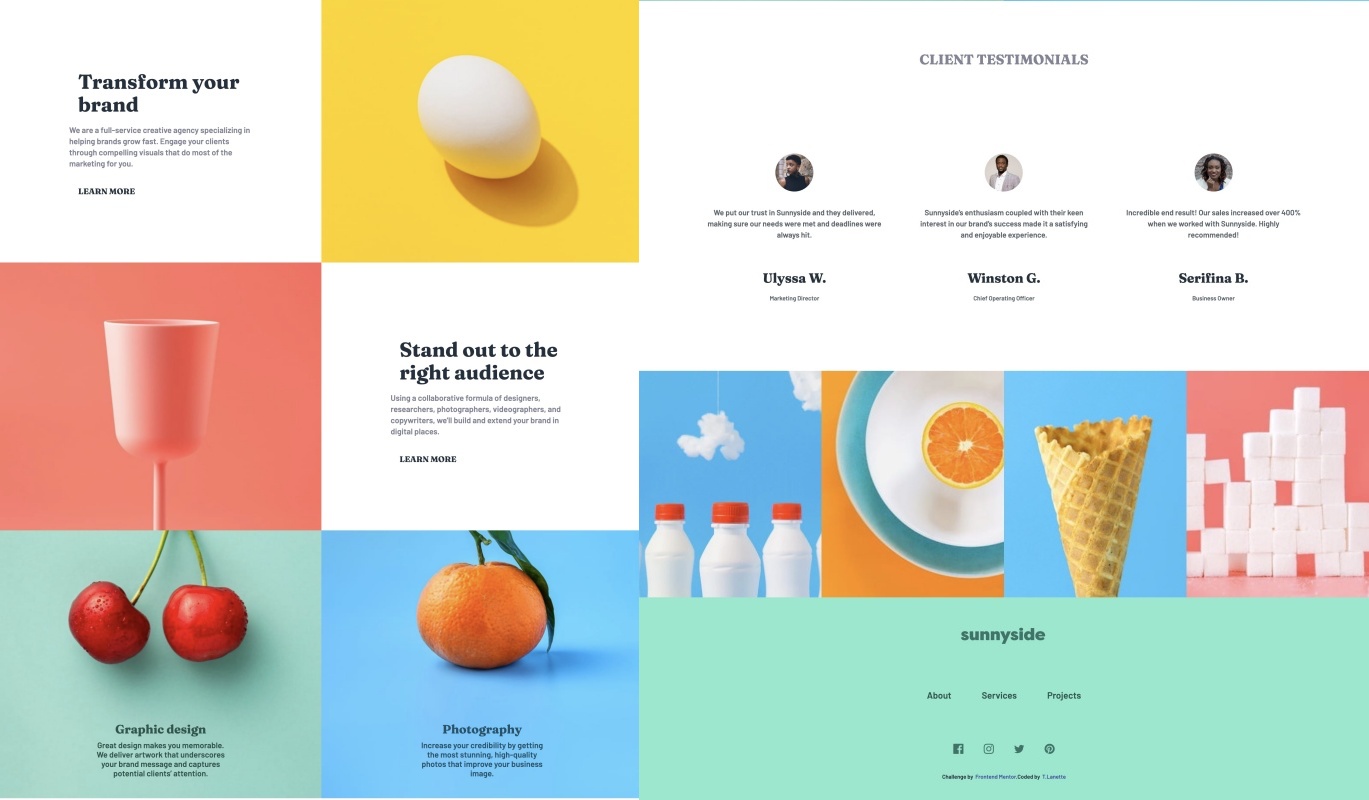 Transform your
brand
We are a full-service creative agency specializing in
helping brands grow fast. Engage your clients
through compelling visuals that do most of the
marketing for you.
LEARN MORE
Stand out to the
right audience
Using a collaborative formula of designers,
researchers, photographers, videographers, and
copywriters, we'll build and extend your brand in
digital places.
LEARN MORE
Graphic design
Great design makes you memorable.
We deliver artwork that underscores
your brand message and captures
potential clients' attention.
Photography
Increase your credibility by getting
the most stunning, high-quality
photos that improve your business
image.
CLIENT TESTIMONIALS
We put our trust in Sunnyside and they delivered,
making sure our needs were met and deadlines were
always hit.
Ulyssa W.
Marketing Director
Sunnyside's enthusiasm coupled with their keen
interest in our brand's success made it a satisfying
and enjoyable experience.
Winston G.
Chief Operating Officer
Incredible end result! Our sales increased over 400%
when we worked with Sunnyside. Highly
recommended!
Serifina B.
Business Owner
sunnyside
About Services Projects
Challenge by Frontend Mentor.Coded by T.Lanette